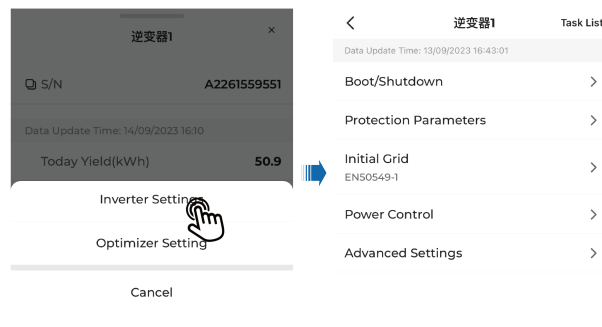 逆变器1
×
S/N
A2261559551
Data Update Time: 14/09/2023 16:10
Today Yield(kWh)
50.9
Inverter Settings
Optimizer Setting
Cancel
逆变器1
Task List
Data Update Time: 13/09/2023 16:43:01
Boot/Shutdown
Protection Parameters
Initial Grid
EN50549-1
Power Control
Advanced Settings